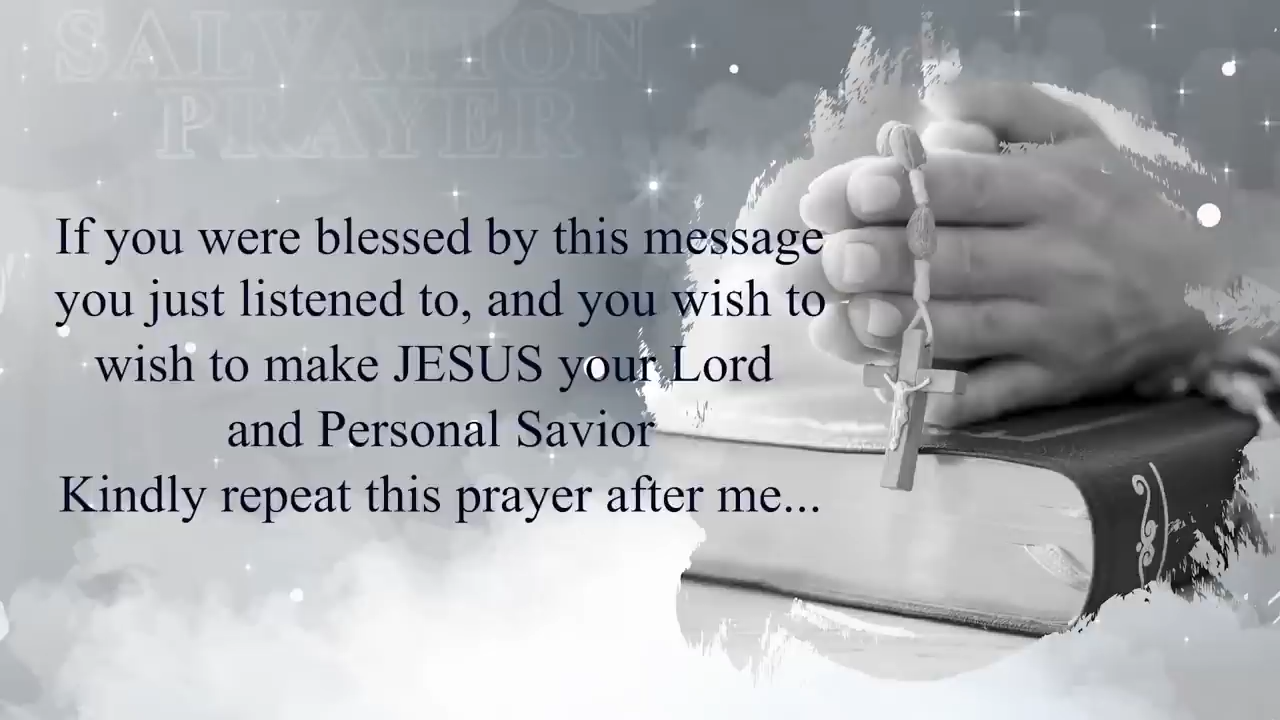 SALVATION
PRAYER
If you were blessed by this message
you just listened to, and you wish to
wish to make JESUS your Lord
and Personal Savior
Kindly repeat this prayer after me...